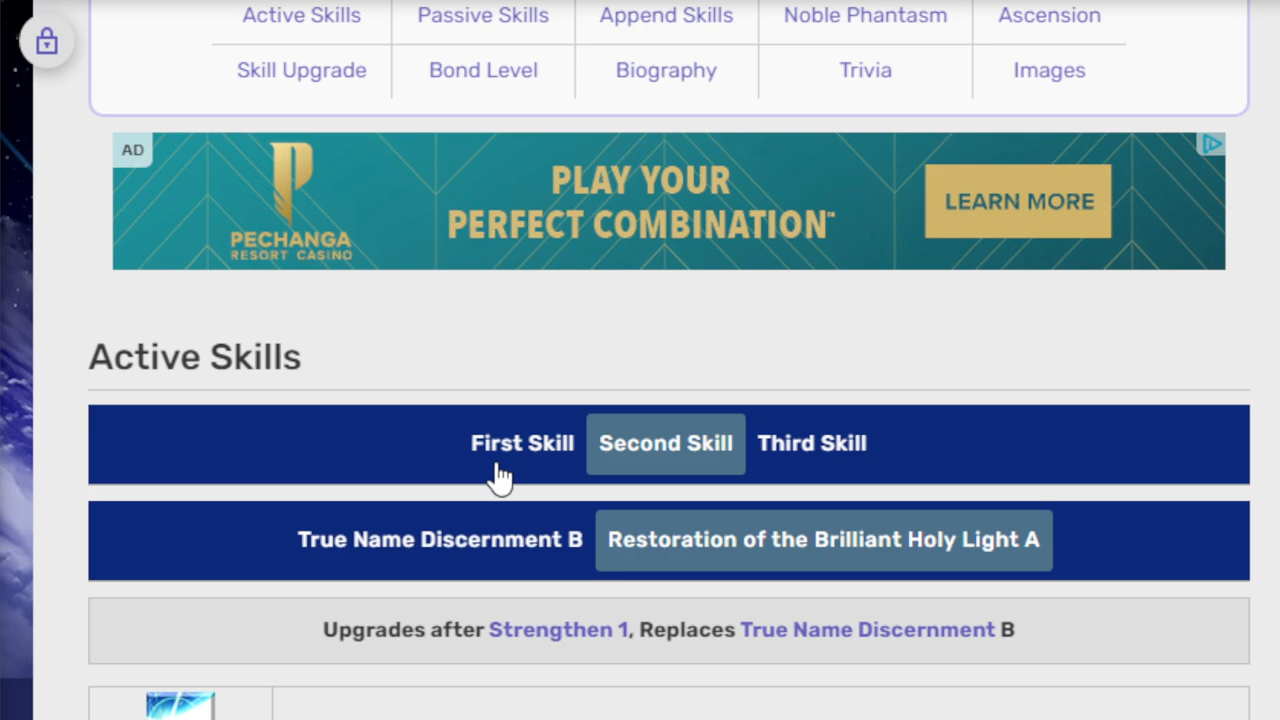 Active Skills
Passive Skills
Append Skills
Noble Phantasm
Ascension
Skill Upgrade
Bond Level
Biography
Trivia
Images
AD
PECHANGA
RESORT CASINO
PLAY YOUR
PERFECT COMBINATION™
LEARN MORE
Active Skills
First Skill
Second Skill
Third Skill
True Name Discernment B
Restoration of the Brilliant Holy Light A
Upgrades after Strengthen 1, Replaces True Name Discernment B